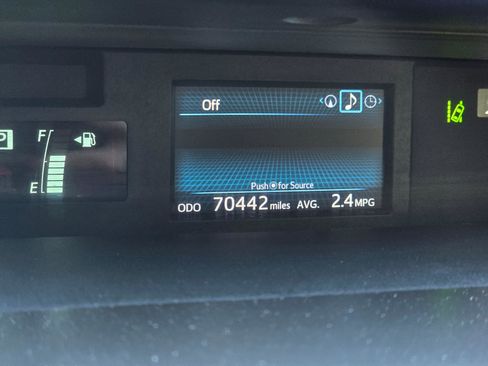 Off
P
F
E
Push for Source
ODO 70442 miles AVG. 2.4 MPG